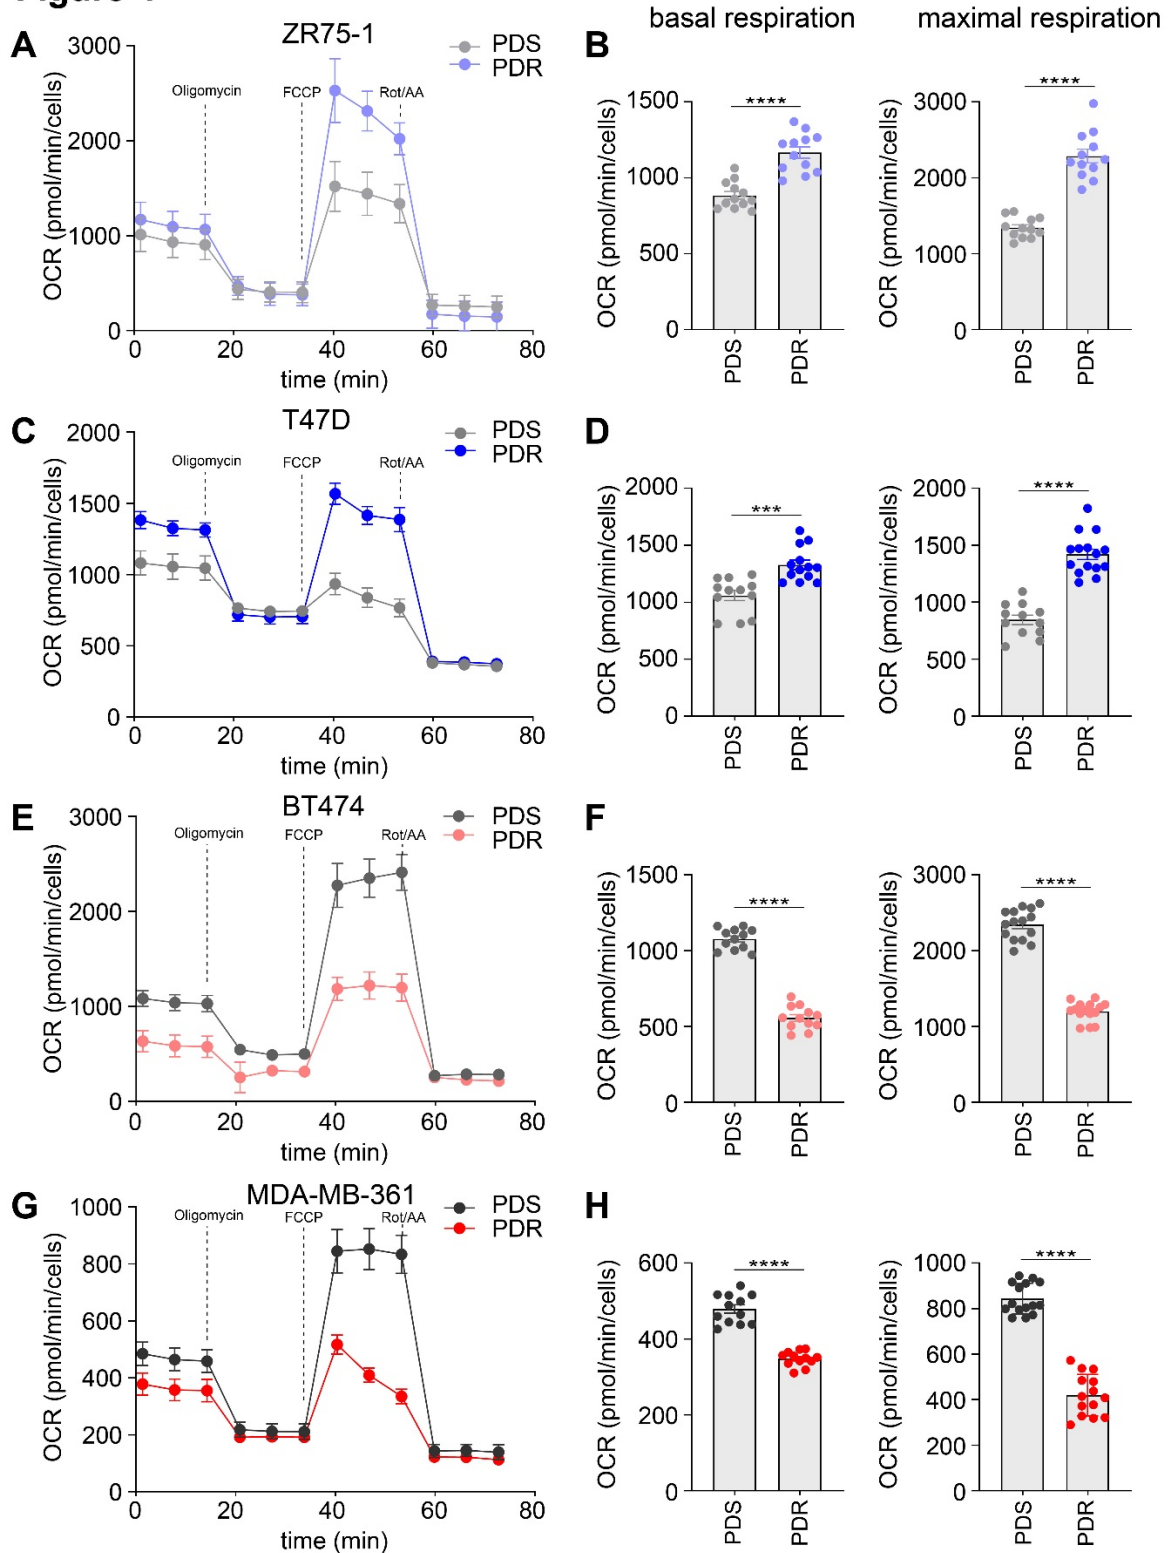 basal respiration
maximal respiration
A
ZR75-1
PDS
PDR
Oligomycin
FCCP
Rot/AA
3000
2000
1000
0
OCR (pmol/min/cells)
0 20 40 60 80
time (min)
B
****
1500
1000
500
0
OCR (pmol/min/cells)
PDS PDR
****
3000
2000
1000
0
OCR (pmol/min/cells)
PDS PDR
C
T47D
PDS
PDR
Oligomycin
FCCP
Rot/AA
2000
1500
1000
500
0
OCR (pmol/min/cells)
0 20 40 60 80
time (min)
D
***
2000
1500
1000
500
0
OCR (pmol/min/cells)
PDS PDR
****
2000
1500
1000
500
0
OCR (pmol/min/cells)
PDS PDR
E
BT474
PDS
PDR
Oligomycin
FCCP
Rot/AA
3000
2000
1000
0
OCR (pmol/min/cells)
0 20 40 60 80
time (min)
F
****
1500
1000
500
0
OCR (pmol/min/cells)
PDS PDR
****
3000
2000
1000
0
OCR (pmol/min/cells)
PDS PDR
G
MDA-MB-361
PDS
PDR
Oligomycin
FCCP
Rot/AA
1000
800
600
400
200
0
OCR (pmol/min/cells)
0 20 40 60 80
time (min)
H
****
600
400
200
0
OCR (pmol/min/cells)
PDS PDR
****
1000
800
600
400
200
0
OCR (pmol/min/cells)
PDS PDR